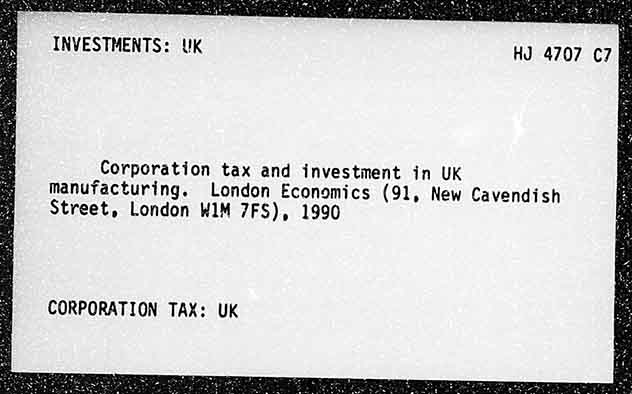 INVESTMENTS: UK
HJ 4707 C7
Corporation tax and investment in UK
manufacturing. London Economics (91, New Cavendish
Street, London W1M 7FS), 1990
CORPORATION TAX: UK